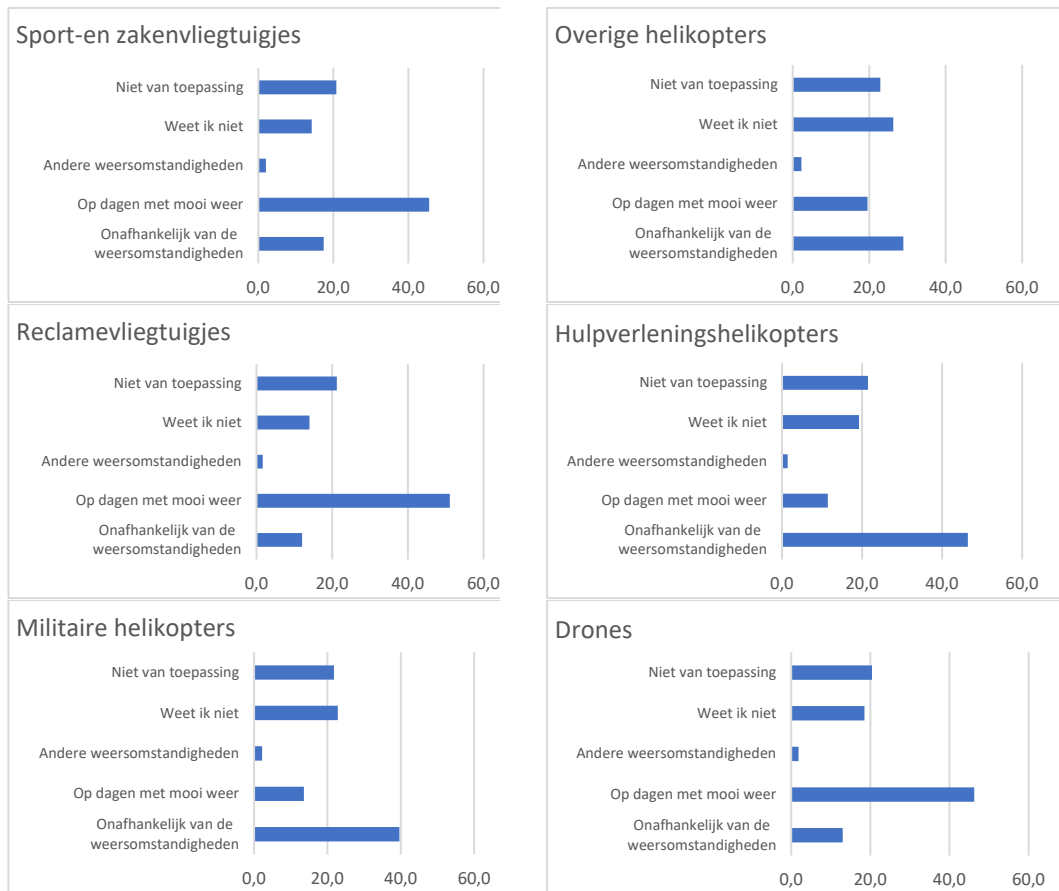 Sport-en zakenvliegtuigjes
Niet van toepassing
Weet ik niet
Andere weersomstandigheden
Op dagen met mooi weer
Onafhankelijk van de
weersomstandigheden
0,0 20,0 40,0 60,0
Overige helikopters
Niet van toepassing
Weet ik niet
Andere weersomstandigheden
Op dagen met mooi weer
Onafhankelijk van de
weersomstandigheden
0,0 20,0 40,0 60,0
Reclamevliegtuigjes
Niet van toepassing
Weet ik niet
Andere weersomstandigheden
Op dagen met mooi weer
Onafhankelijk van de
weersomstandigheden
0,0 20,0 40,0 60,0
Hulpverleningshelikopters
Niet van toepassing
Weet ik niet
Andere weersomstandigheden
Op dagen met mooi weer
Onafhankelijk van de
weersomstandigheden
0,0 20,0 40,0 60,0
Militaire helikopters
Niet van toepassing
Weet ik niet
Andere weersomstandigheden
Op dagen met mooi weer
Onafhankelijk van de
weersomstandigheden
0,0 20,0 40,0 60,0
Drones
Niet van toepassing
Weet ik niet
Andere weersomstandigheden
Op dagen met mooi weer
Onafhankelijk van de
weersomstandigheden
0,0 20,0 40,0 60,0